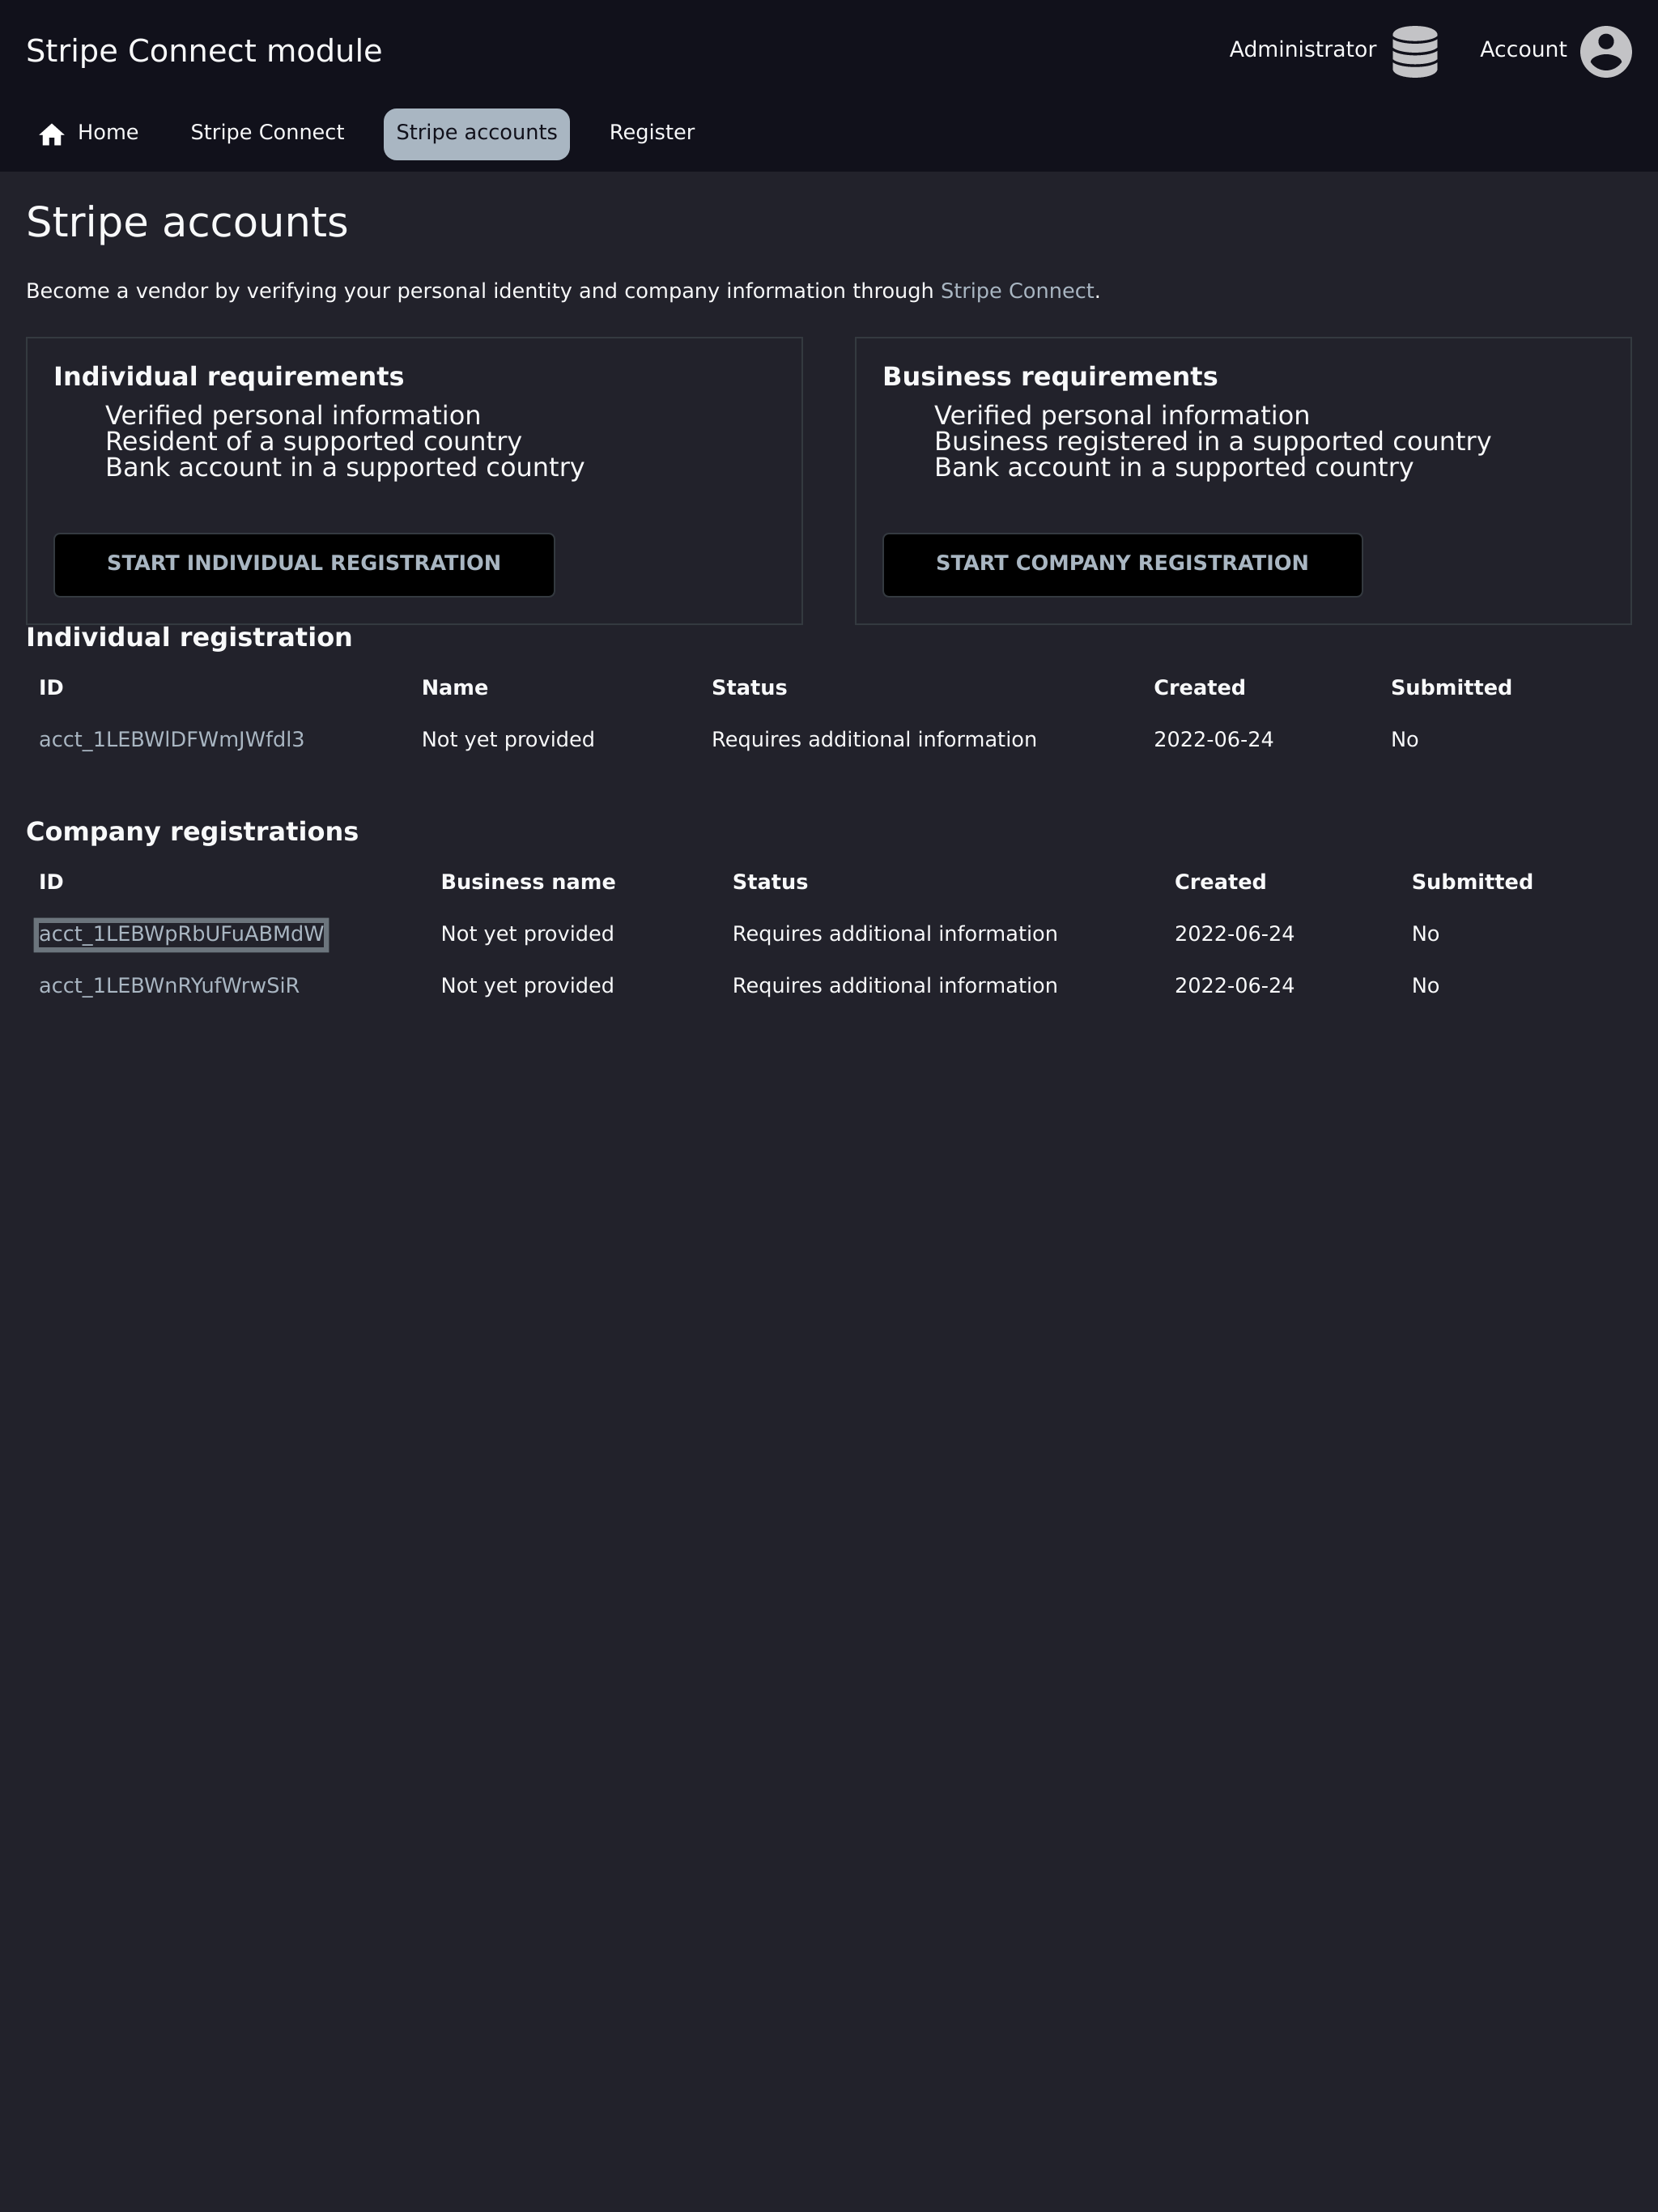 Stripe Connect module
Administrator
Account
Home
Stripe Connect
Stripe accounts
Register
Stripe accounts
Become a vendor by verifying your personal identity and company information through Stripe Connect.
Individual requirements
Verified personal information
Resident of a supported country
Bank account in a supported country
START INDIVIDUAL REGISTRATION
Business requirements
Verified personal information
Business registered in a supported country
Bank account in a supported country
START COMPANY REGISTRATION
Individual registration
ID Name Status Created Submitted
acct_1LEBWlDFWmJWfdl3 Not yet provided Requires additional information 2022-06-24 No
Company registrations
ID Business name Status Created Submitted
acct_1LEBWpRbUFuABMdW Not yet provided Requires additional information 2022-06-24 No
acct_1LEBWnRYufWrwSiR Not yet provided Requires additional information 2022-06-24 No